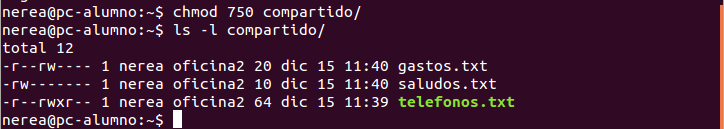 nerea@pc-alumno:~$ chmod 750 compartido/
nerea@pc-alumno:~$ ls -l compartido/
total 12
-r--rw---- 1 nerea oficina2 20 dic 15 11:40 gastos.txt
-rw------- 1 nerea oficina2 10 dic 15 11:40 saludos.txt
-r--rwxr-- 1 nerea oficina2 64 dic 15 11:39 telefonos.txt
nerea@pc-alumno:~$